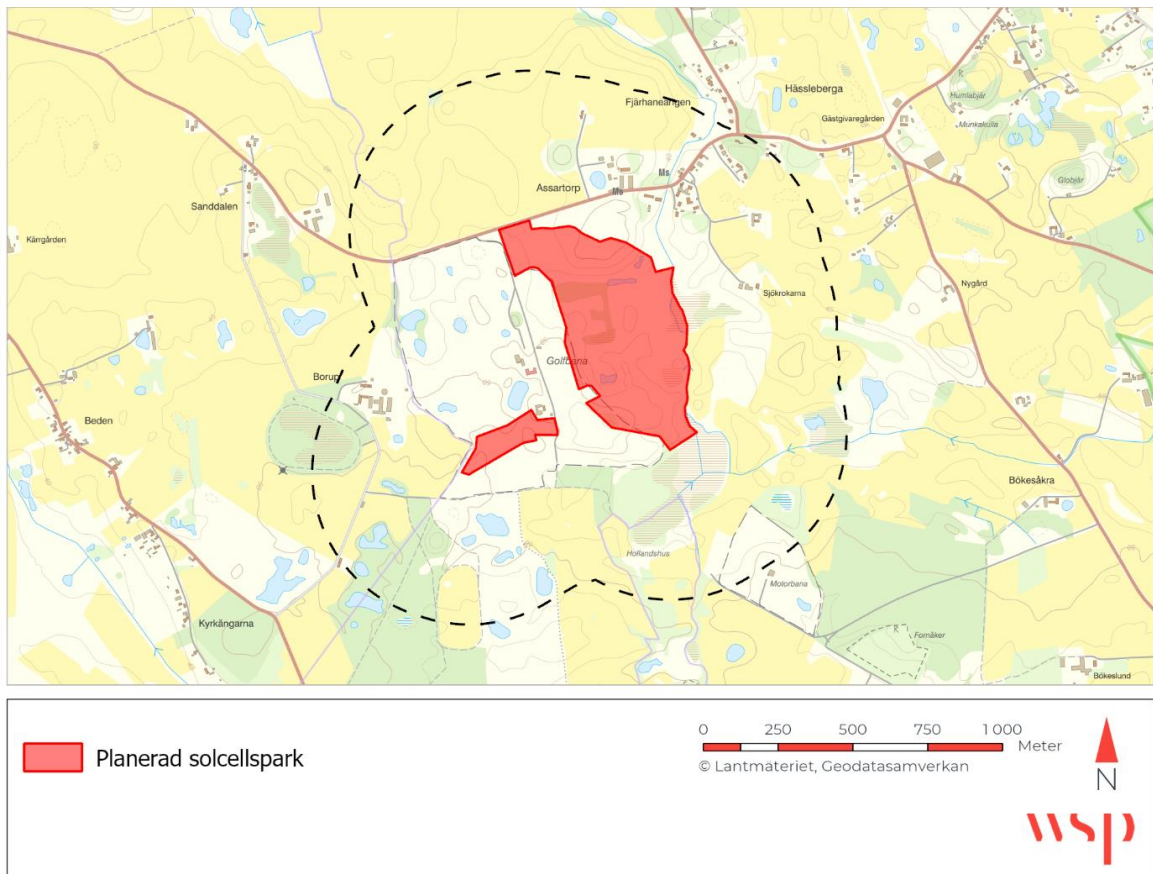 Hässleberga
Humlabjär
Fjärhaneängen
Gästgivaregården
Munkakulla
Ms
Assartorp
Ms
Globjär
Sanddalen
Kärrgården
Nygård
Sjökrokarna
Golfbana
Borup
Beden
Bökesåkra
Hollandshus
Motorbana
Kyrkängarna
Fornåker
Bökeslund
Planerad solcellspark
0 250 500 750 1 000
Meter
© Lantmäteriet, Geodatasamverkan
N
wsp